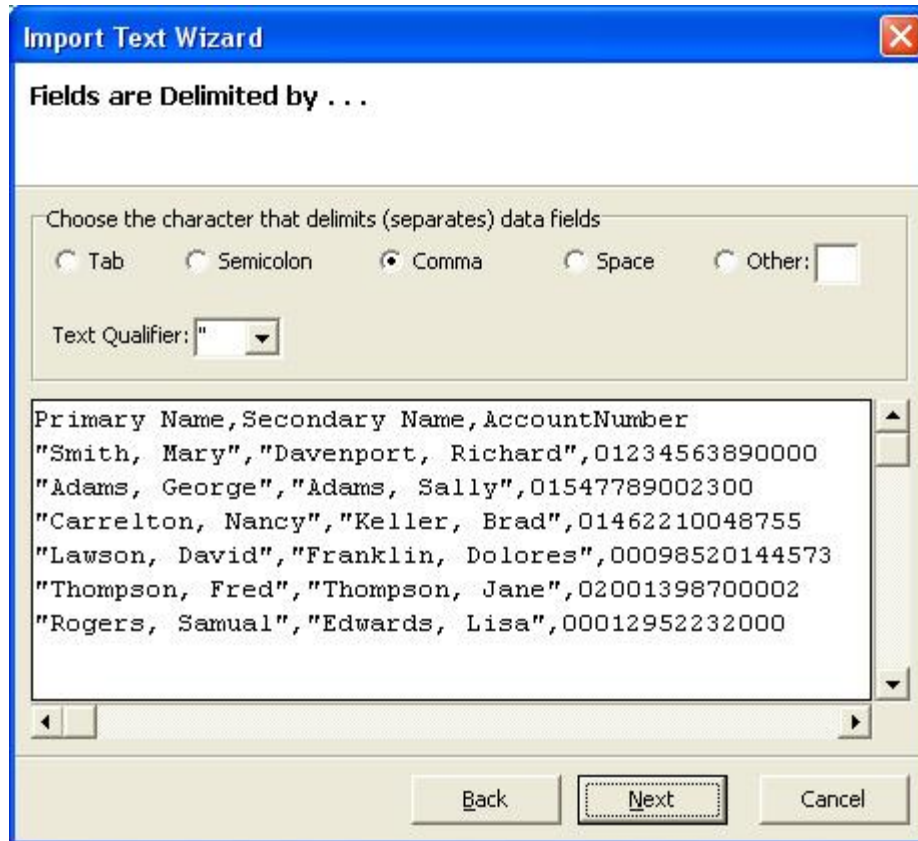 Import Text Wizard
Fields are Delimited by . . .
Choose the character that delimits (separates) data fields
Tab Semicolon Comma Space Other:
Text Qualifier: "
Primary Name,Secondary Name,AccountNumber
"Smith, Mary","Davenport, Richard",01234563890000
"Adams, George","Adams, Sally",01547789002300
"Carrelton, Nancy","Keller, Brad",01462210048755
"Lawson, David","Franklin, Dolores",00098520144573
"Thompson, Fred","Thompson, Jane",02001398700002
"Rogers, Samual","Edwards, Lisa",00012952232000
Back Next Cancel